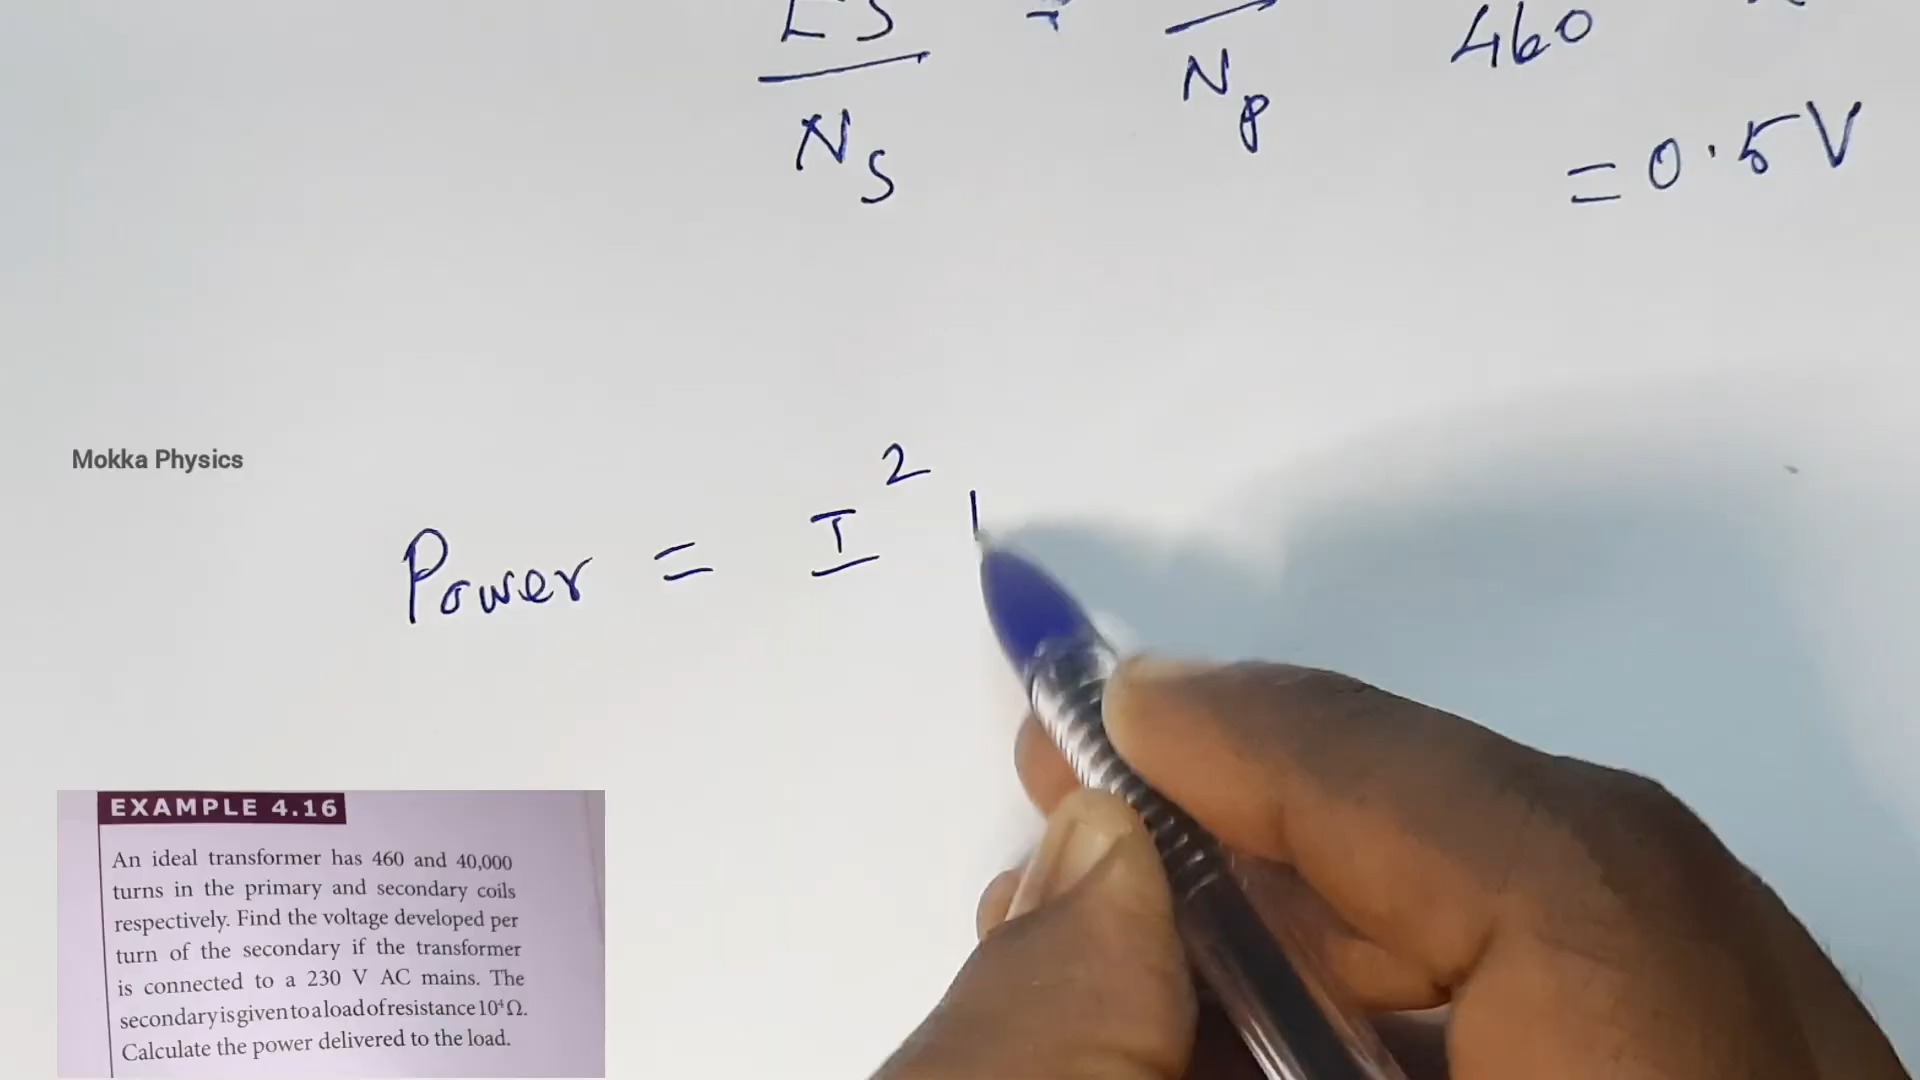 Es = 
Ns Np 460
= 0.5 V
Mokka Physics
Power = I²
EXAMPLE 4.16
An ideal transformer has 460 and 40,000
turns in the primary and secondary coils
respectively. Find the voltage developed per
turn of the secondary if the transformer
is connected to a 230 V AC mains. The
secondary is given to a load of resistance 10⁴ Ω.
Calculate the power delivered to the load.